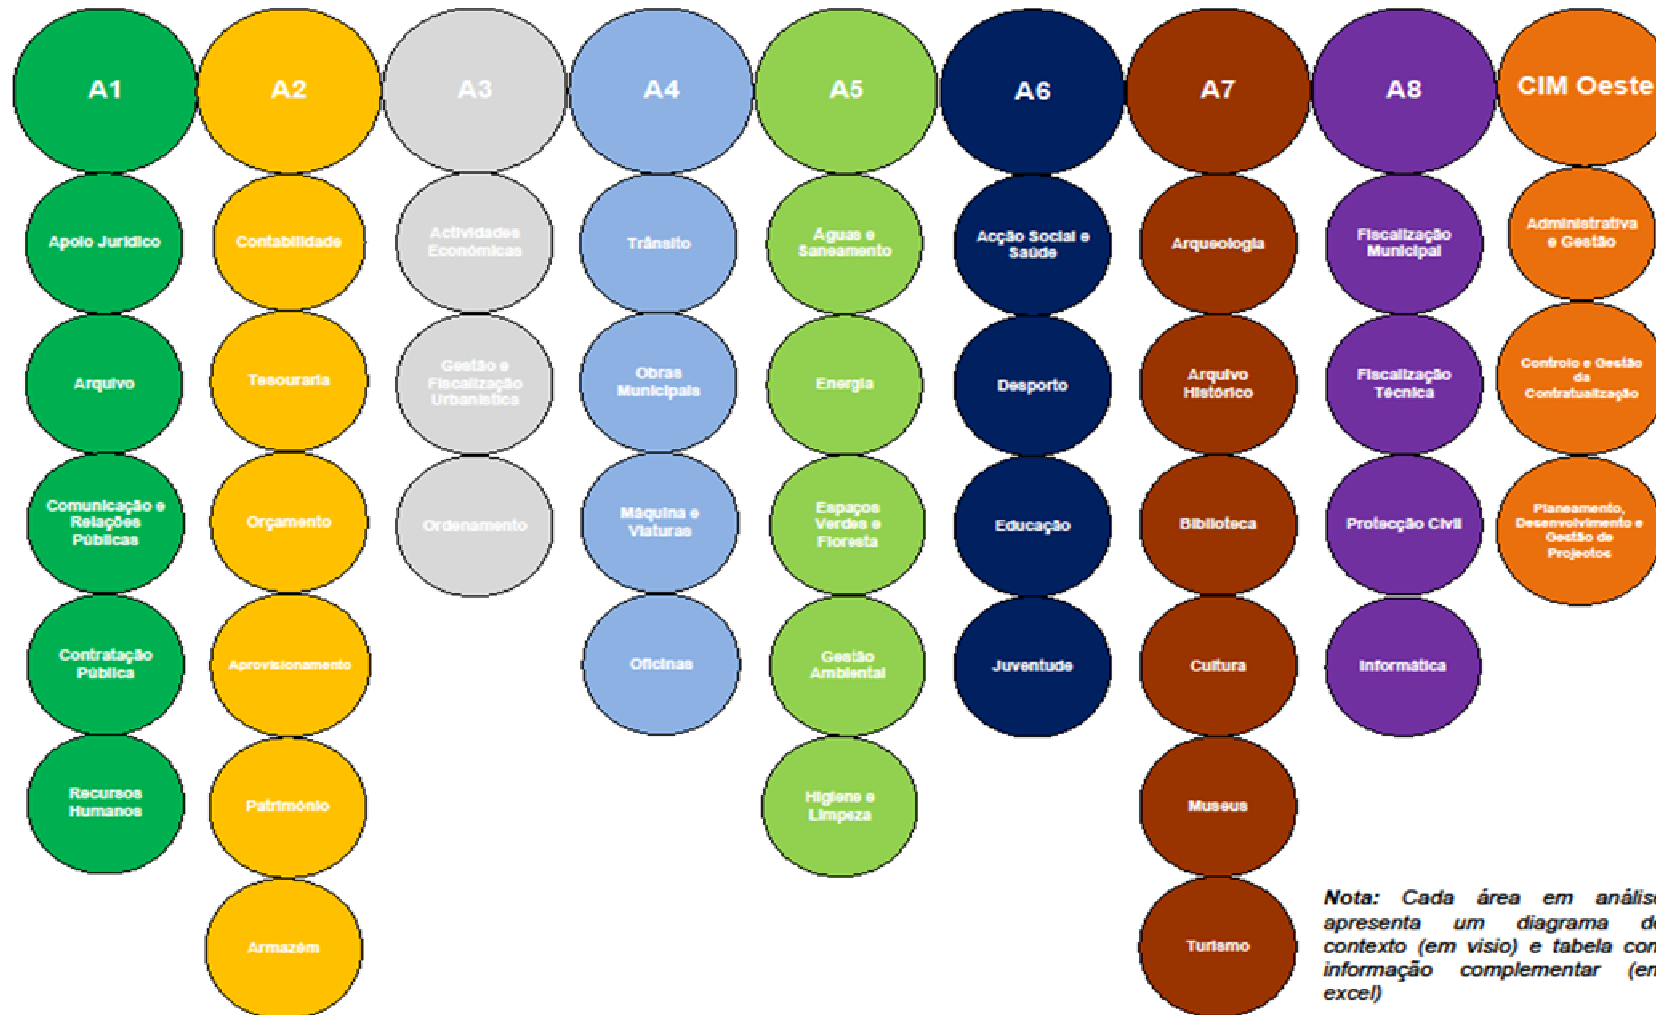 A1
Apoio Jurídico
Arquivo
Comunicação e
Relações
Públicas
Contratação
Pública
Recursos
Humanos
A2
Contabilidade
Tesouraria
Orçamento
Aprovisionamento
Património
Armazém
A3
Actividades
Económicas
Gestão e
Fiscalização
Urbanística
Ordenamento
A4
Trânsito
Obras
Municipais
Máquina e
Viaturas
Oficinas
A5
Águas e
Saneamento
Energia
Espaços
Verdes e
Floresta
Gestão
Ambiental
Higiene e
Limpeza
A6
Acção Social e
Saúde
Desporto
Educação
Juventude
A7
Arqueologia
Arquivo
Histórico
Biblioteca
Cultura
Museus
Turismo
A8
Fiscalização
Municipal
Fiscalização
Técnica
Protecção Civil
Informática
CIM Oeste
Administrativa
e Gestão
Controlo e Gestão
da
Contratualização
Planeamento,
Desenvolvimento e
Gestão de
Projectos
Nota: Cada área em análise
apresenta um diagrama de
contexto (em visio) e tabela com
informação complementar (em
excel)